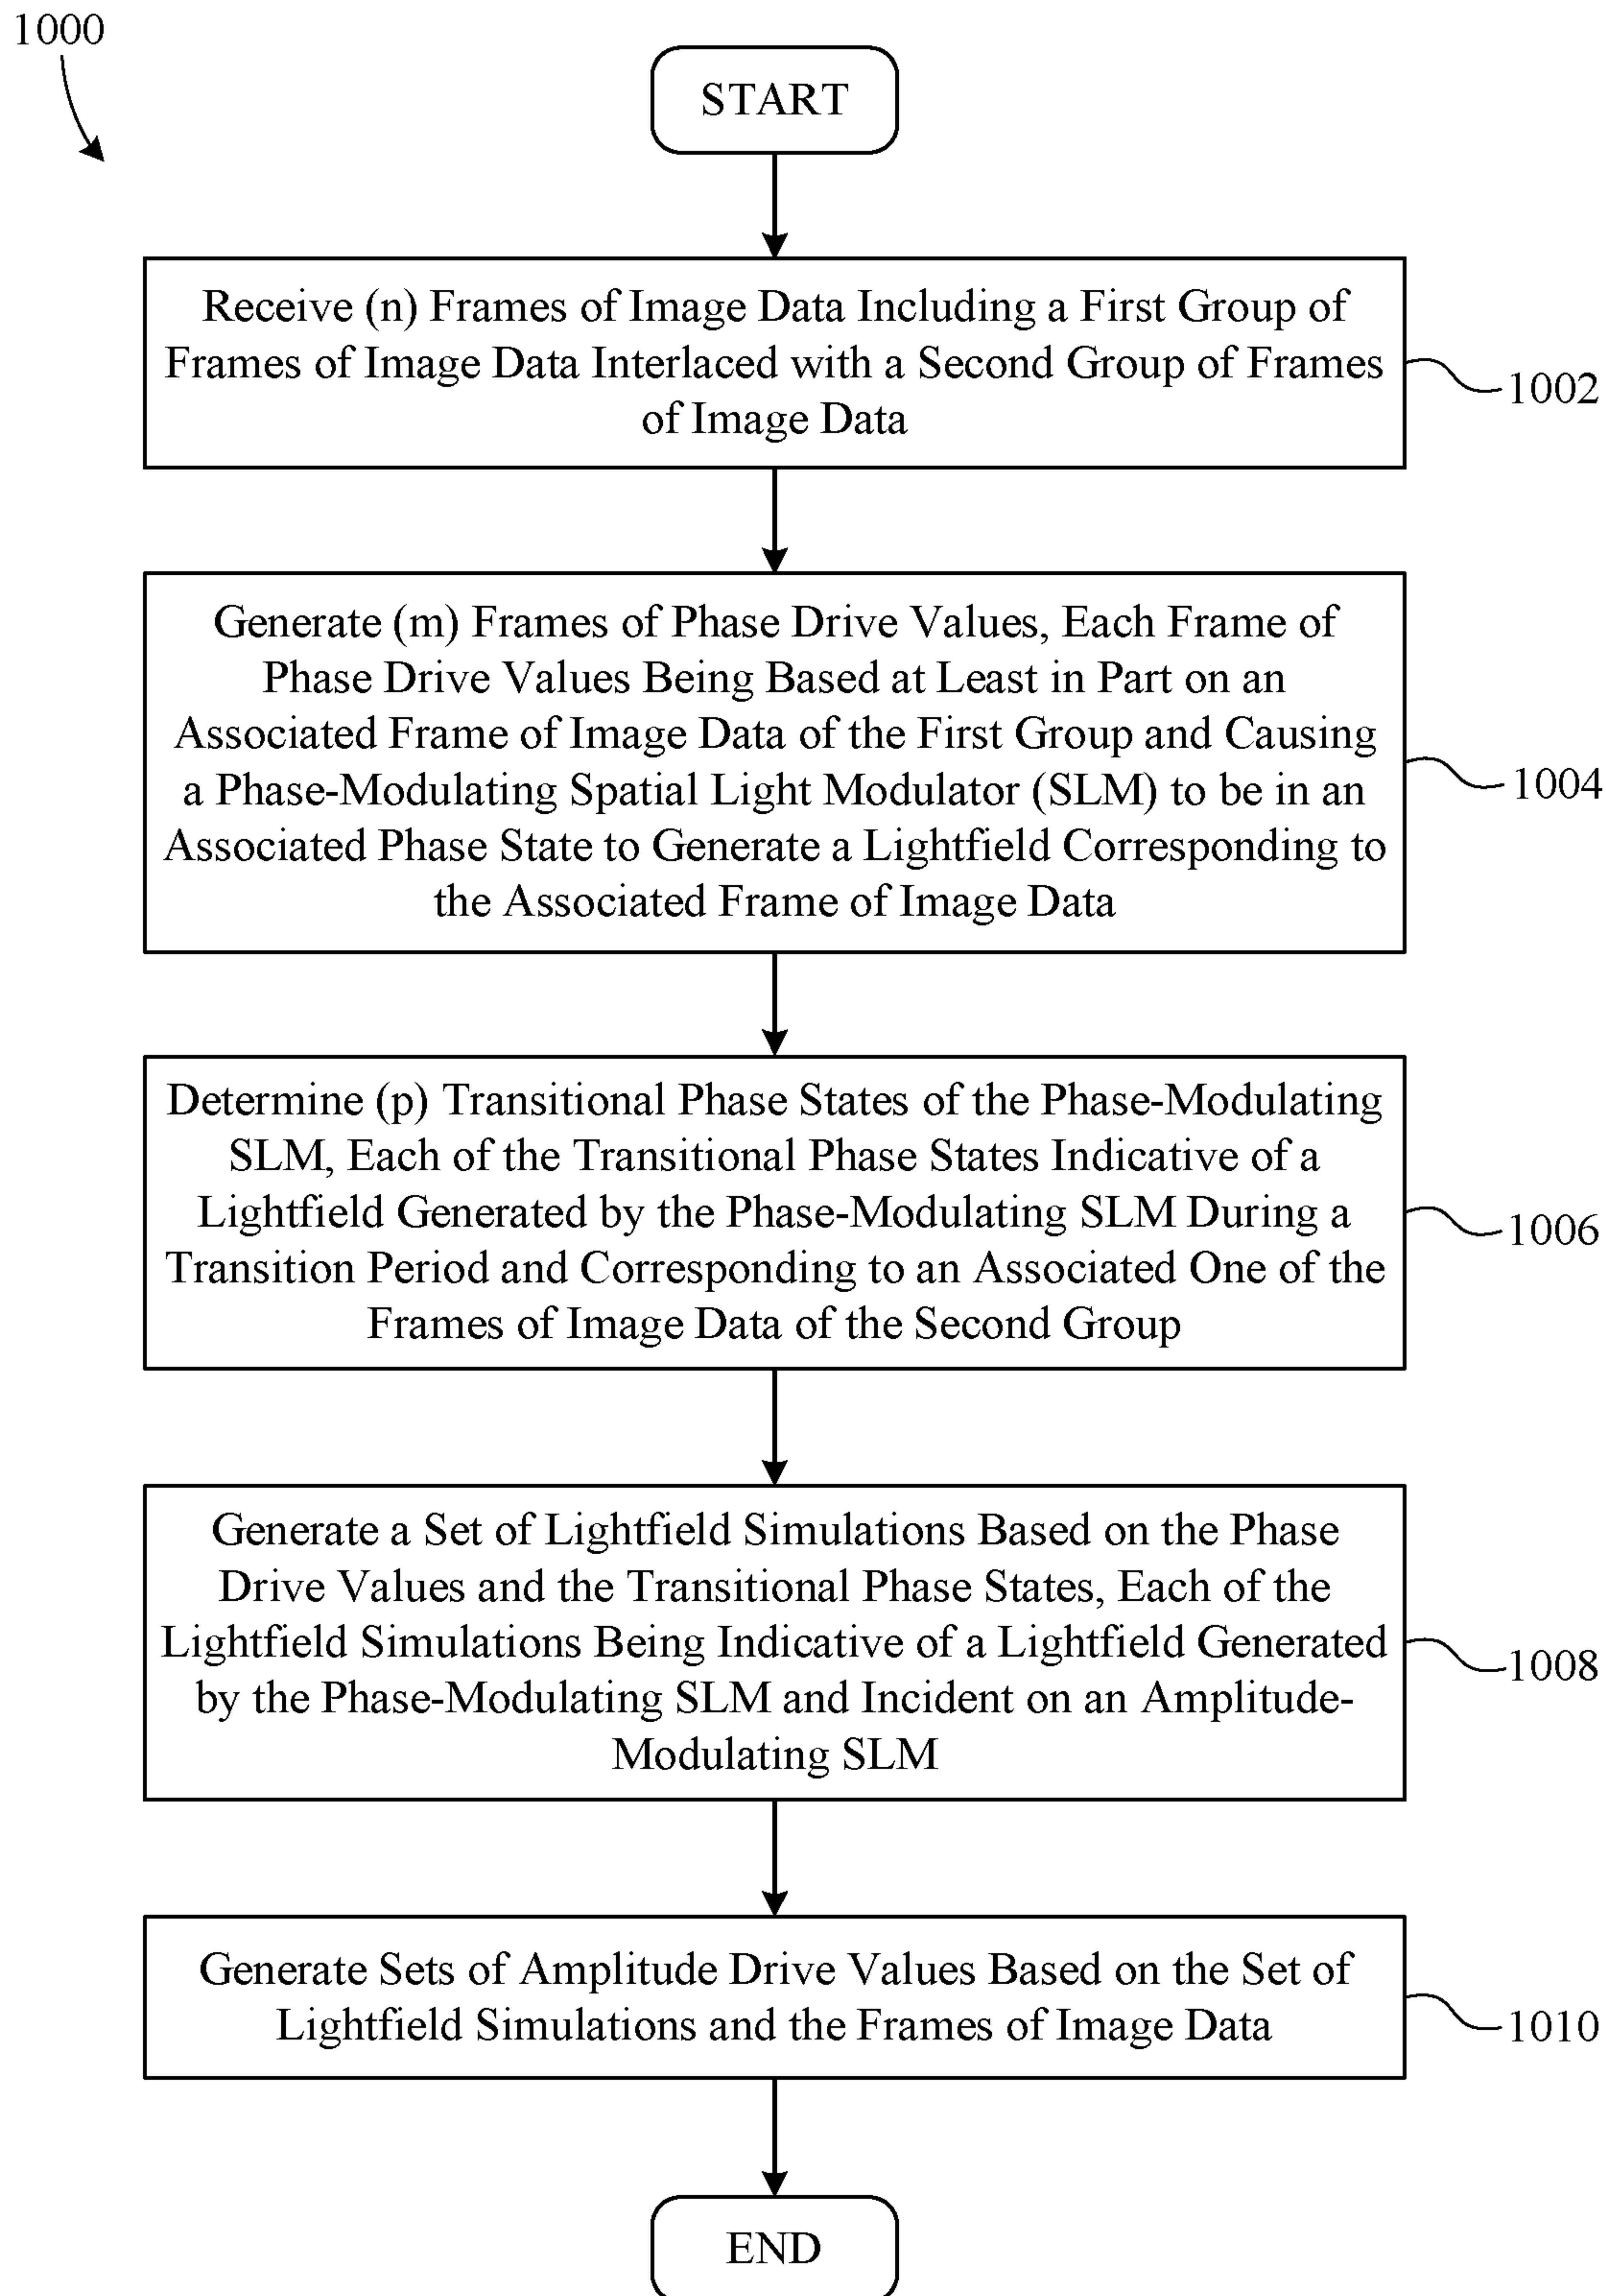 1000
START
Receive (n) Frames of Image Data Including a First Group of
Frames of Image Data Interlaced with a Second Group of Frames
of Image Data
1002
Generate (m) Frames of Phase Drive Values, Each Frame of
Phase Drive Values Being Based at Least in Part on an
Associated Frame of Image Data of the First Group and Causing
a Phase-Modulating Spatial Light Modulator (SLM) to be in an
Associated Phase State to Generate a Lightfield Corresponding to
the Associated Frame of Image Data
1004
Determine (p) Transitional Phase States of the Phase-Modulating
SLM, Each of the Transitional Phase States Indicative of a
Lightfield Generated by the Phase-Modulating SLM During a
Transition Period and Corresponding to an Associated One of the
Frames of Image Data of the Second Group
1006
Generate a Set of Lightfield Simulations Based on the Phase
Drive Values and the Transitional Phase States, Each of the
Lightfield Simulations Being Indicative of a Lightfield Generated
by the Phase-Modulating SLM and Incident on an Amplitude-
Modulating SLM
1008
Generate Sets of Amplitude Drive Values Based on the Set of
Lightfield Simulations and the Frames of Image Data
1010
END